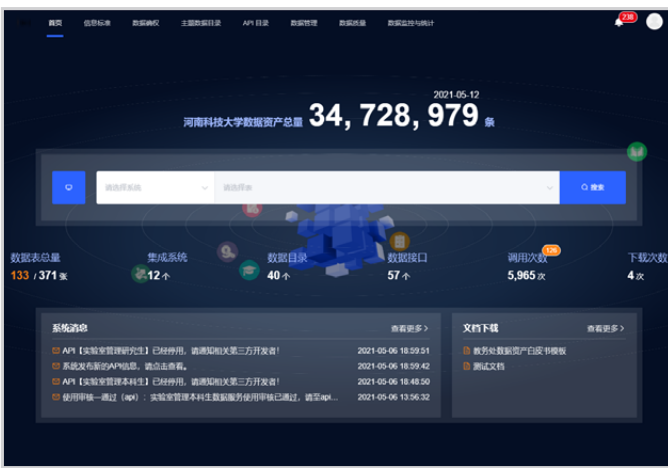 首页 信息标准 数据确权 主题数据目录 API 目录 数据管理 数据质量 数据监控与统计 238
2021-05-12
河南科技大学数据资产总量 34, 728, 979 条
请选择系统 请选择表 搜索
数据表总量 集成系统 数据目录 数据接口 调用次数 126 下载次数
133 / 371 张 12 个 40 个 57 个 5,965 次 4 次
系统消息 查看更多 >
API【实验室管理研究生】已经停用，请通知相关第三方开发者！ 2021-05-06 18:59:51
系统发布新的API信息，请点击查看。 2021-05-06 18:59:42
API【实验室管理本科生】已经停用，请通知相关第三方开发者！ 2021-05-06 18:48:50
使用审核—通过（api）：实验室管理本科生数据服务使用审核已通过，请至api... 2021-05-06 13:56:32
文档下载 查看更多 >
教务处数据资产白皮书模板
测试文档